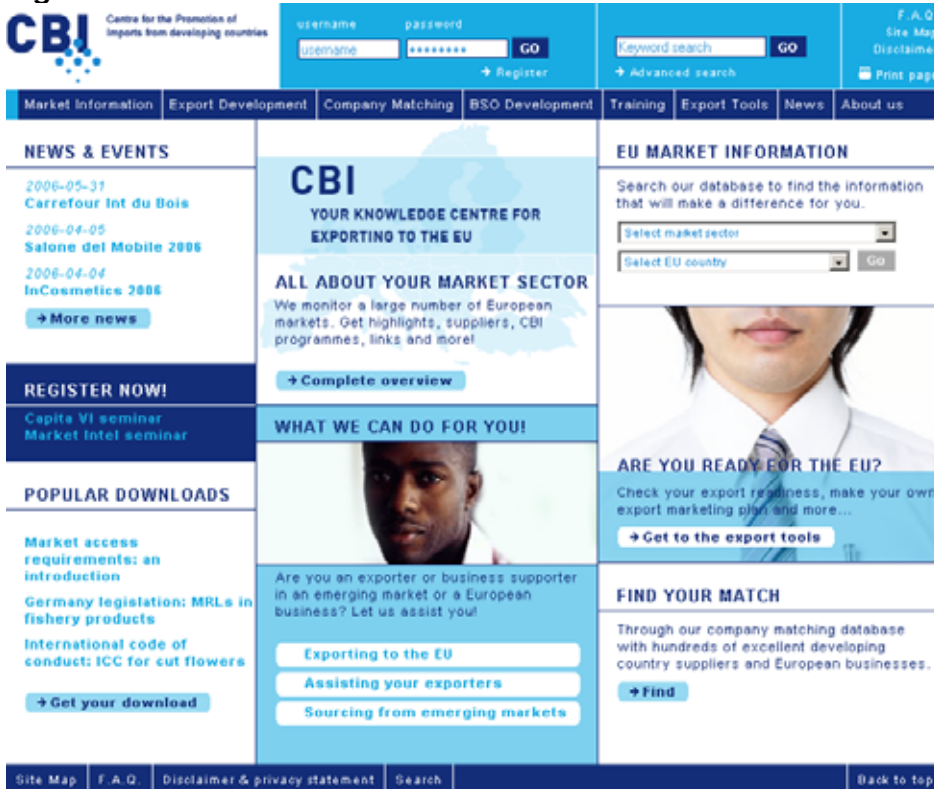 CBI
Centre for the Promotion of
Imports from developing countries
username password
username ******** GO
→ Register
Keyword search GO
→ Advanced search
F.A.Q
Site Map
Disclaime
Print page
Market Information Export Development Company Matching BSO Development Training Export Tools News About us
NEWS & EVENTS
2006-05-31
Carrefour Int du Bois
2006-04-05
Salone del Mobile 2006
2006-04-04
InCosmetics 2006
→ More news
REGISTER NOW!
Capita VI seminar
Market Intel seminar
POPULAR DOWNLOADS
Market access
requirements: an
introduction
Germany legislation: MRLs in
fishery products
International code of
conduct: ICC for cut flowers
→ Get your download
CBI
YOUR KNOWLEDGE CENTRE FOR
EXPORTING TO THE EU
ALL ABOUT YOUR MARKET SECTOR
We monitor a large number of European
markets. Get highlights, suppliers, CBI
programmes, links and more!
→ Complete overview
WHAT WE CAN DO FOR YOU!
Are you an exporter or business supporter
in an emerging market or a European
business? Let us assist you!
Exporting to the EU
Assisting your exporters
Sourcing from emerging markets
EU MARKET INFORMATION
Search our database to find the information
that will make a difference for you.
Select market sector
Select EU country Go
ARE YOU READY FOR THE EU?
Check your export readiness, make your own
export marketing plan and more...
→ Get to the export tools
FIND YOUR MATCH
Through our company matching database
with hundreds of excellent developing
country suppliers and European businesses.
→ Find
Site Map F.A.Q. Disclaimer & privacy statement Search Back to top